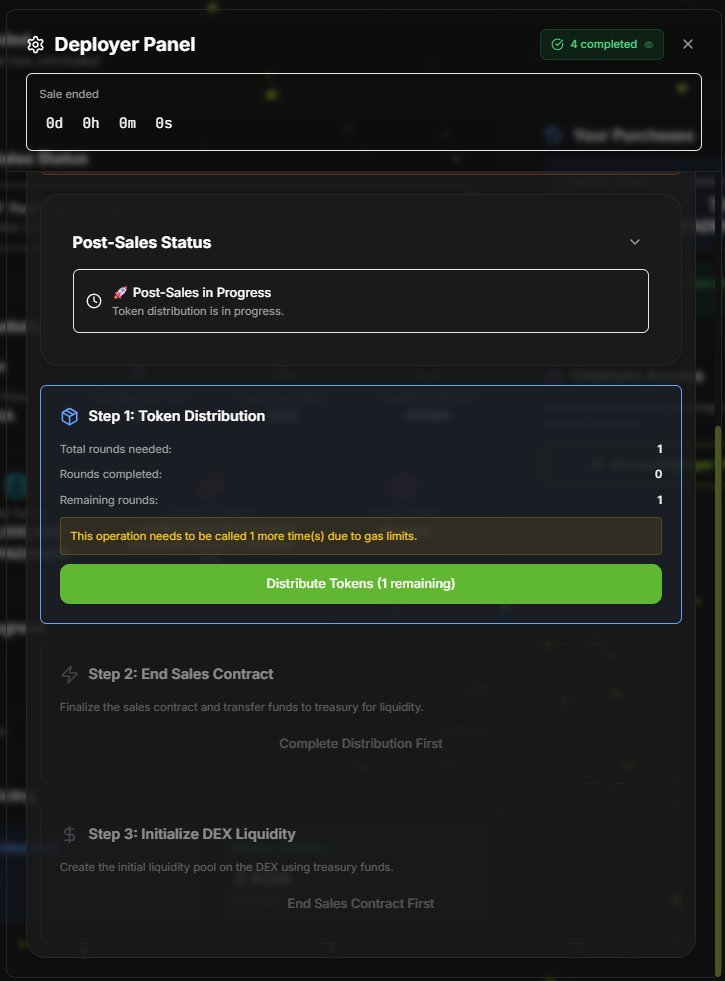 Deployer Panel
4 completed
Sale ended
0d 0h 0m 0s
Your Purchases
Post-Sales Status
🚀 Post-Sales in Progress
Token distribution is in progress.
Step 1: Token Distribution
Total rounds needed: 1
Rounds completed: 0
Remaining rounds: 1
This operation needs to be called 1 more time(s) due to gas limits.
Distribute Tokens (1 remaining)
Step 2: End Sales Contract
Finalize the sales contract and transfer funds to treasury for liquidity.
Complete Distribution First
Step 3: Initialize DEX Liquidity
Create the initial liquidity pool on the DEX using treasury funds.
End Sales Contract First